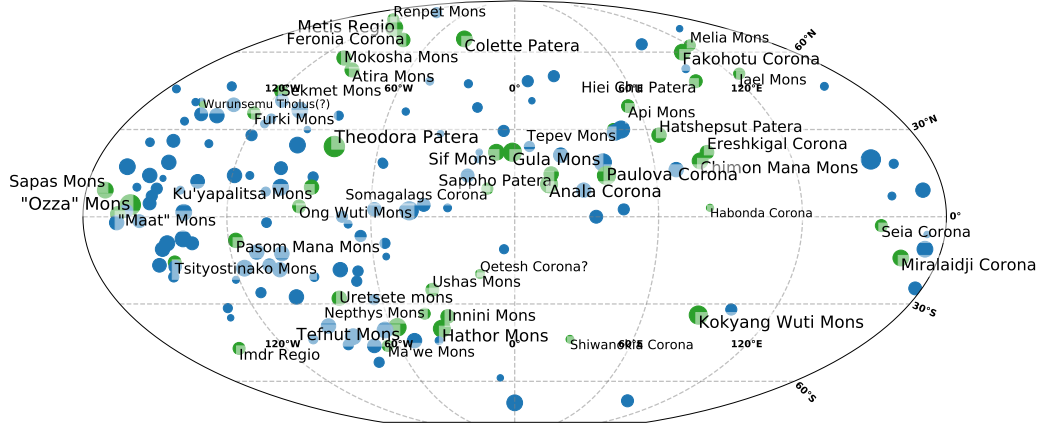 Renpet Mons
Metis Regio
Feronia Corona
Colette Patera
Melia Mons
60°N
Fakohotu Corona
Mokosha Mons
Atira Mons
Jael Mons
120°W
60°W
0°
60°E
120°E
Sekmet Mons
Hiei Chu Patera
Wurunsemu Tholus(?)
Furki Mons
Api Mons
30°N
Hatshepsut Patera
Theodora Patera
Tepev Mons
Ereshkigal Corona
Sif Mons
Gula Mons
Chimon Mana Mons
Paulova Corona
Sapas Mons
Sappho Patera
Anala Corona
Ku'yapalitsa Mons
Somagalags Corona
"Ozza" Mons
Ong Wuti Mons
Habonda Corona
0°
"Maat" Mons
Seia Corona
Pasom Mana Mons
Tsityostinako Mons
Qetesh Corona?
Miralaidji Corona
Ushas Mons
Uretsete mons
30°S
Nepthys Mons
Innini Mons
Kokyang Wuti Mons
Tefnut Mons
Hathor Mons
120°W
60°W
0°
60°E
120°E
Shiwanokia Corona
Imdr Regio
Ma'we Mons
60°S